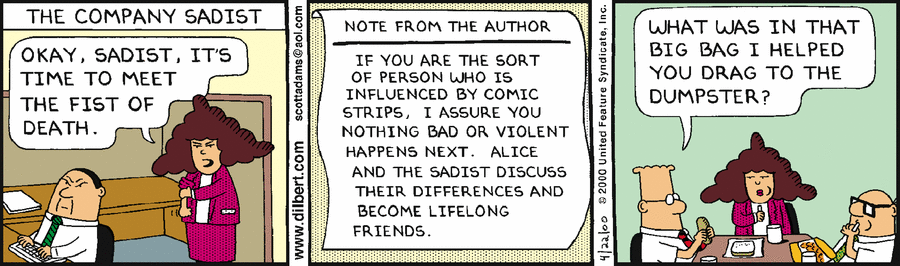 THE COMPANY SADIST
OKAY, SADIST, IT'S
TIME TO MEET
THE FIST OF
DEATH.
www.dilbert.com scottadams@aol.com
NOTE FROM THE AUTHOR
IF YOU ARE THE SORT
OF PERSON WHO IS
INFLUENCED BY COMIC
STRIPS, I ASSURE YOU
NOTHING BAD OR VIOLENT
HAPPENS NEXT. ALICE
AND THE SADIST DISCUSS
THEIR DIFFERENCES AND
BECOME LIFELONG
FRIENDS.
4/22/00 © 2000 United Feature Syndicate, Inc.
WHAT WAS IN THAT
BIG BAG I HELPED
YOU DRAG TO THE
DUMPSTER?